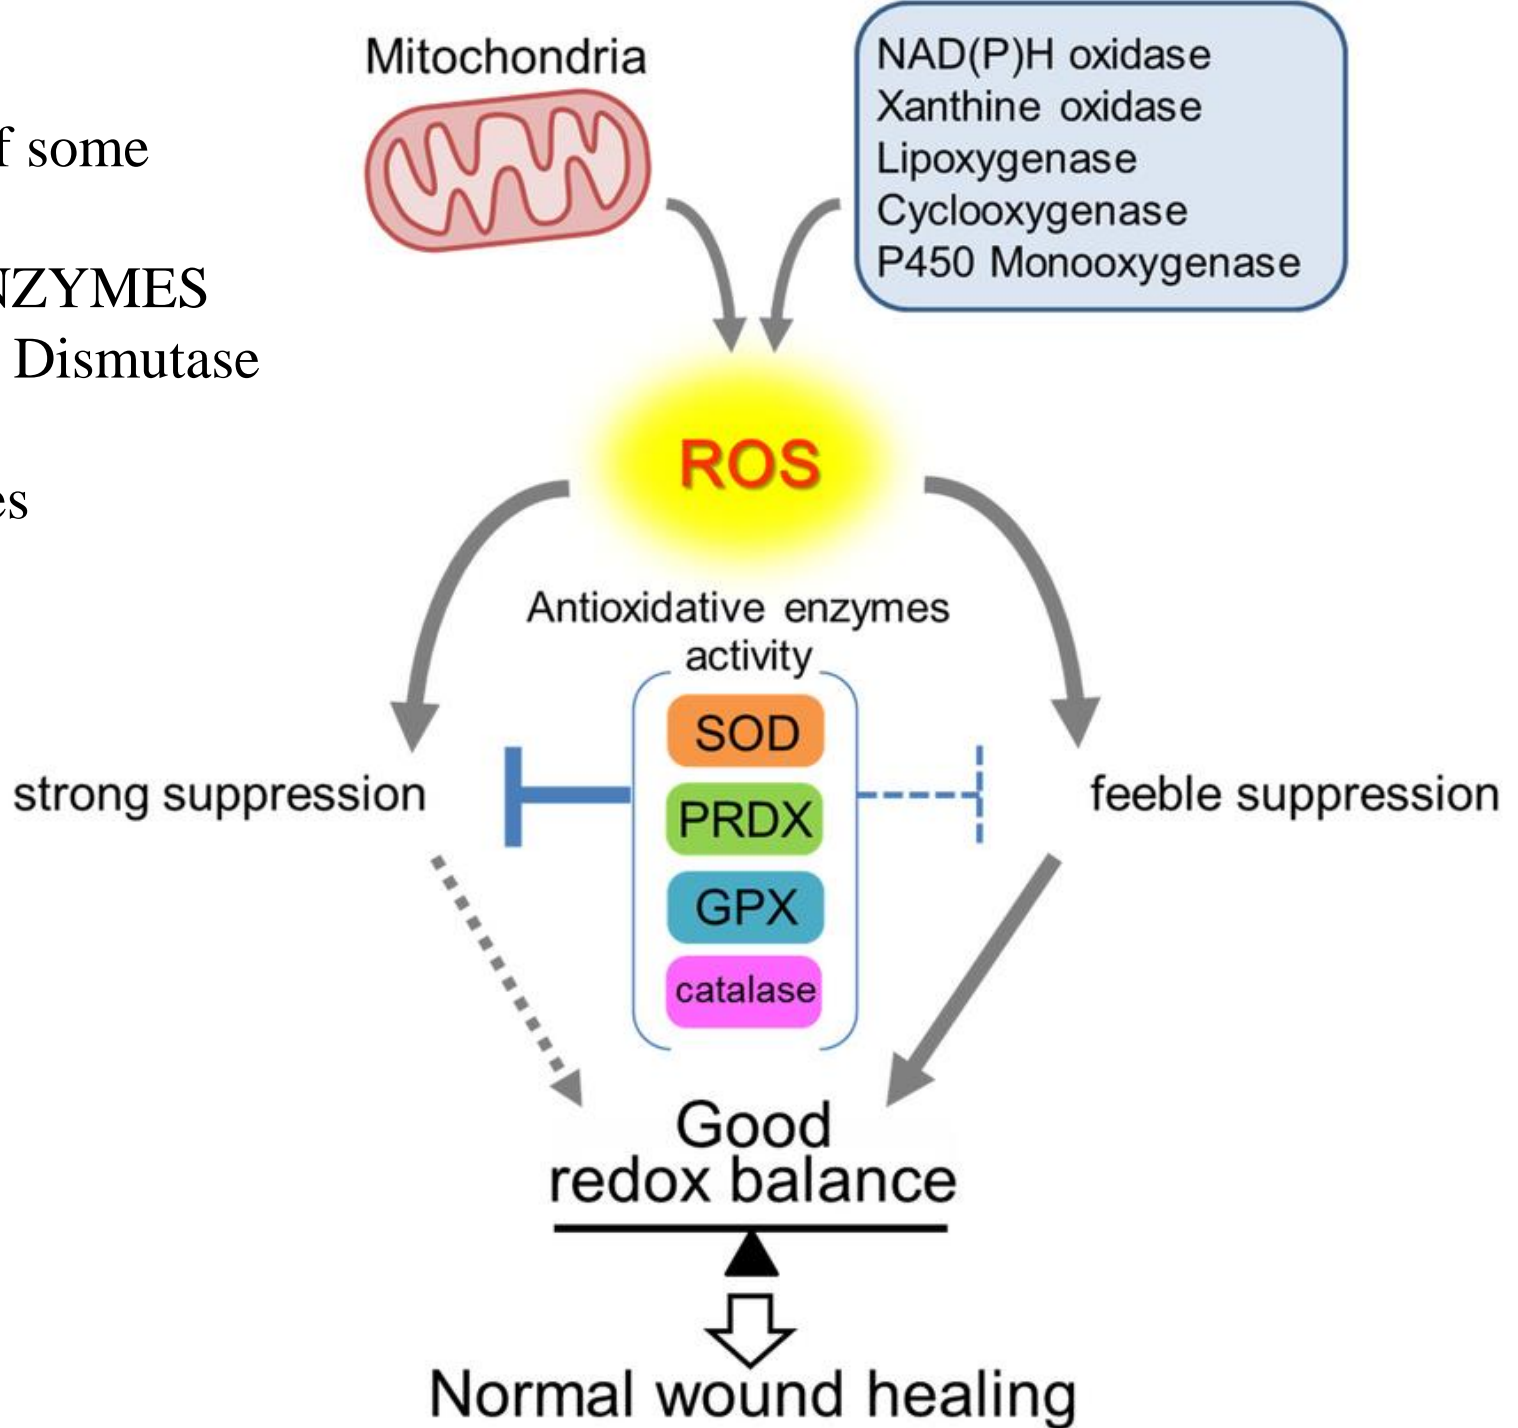 f some
NZYMES
Dismutase
es
Mitochondria
NAD(P)H oxidase
Xanthine oxidase
Lipoxygenase
Cyclooxygenase
P450 Monooxygenase
ROS
Antioxidative enzymes
activity
SOD
PRDX
GPX
catalase
strong suppression
feeble suppression
Good
redox balance
Normal wound healing